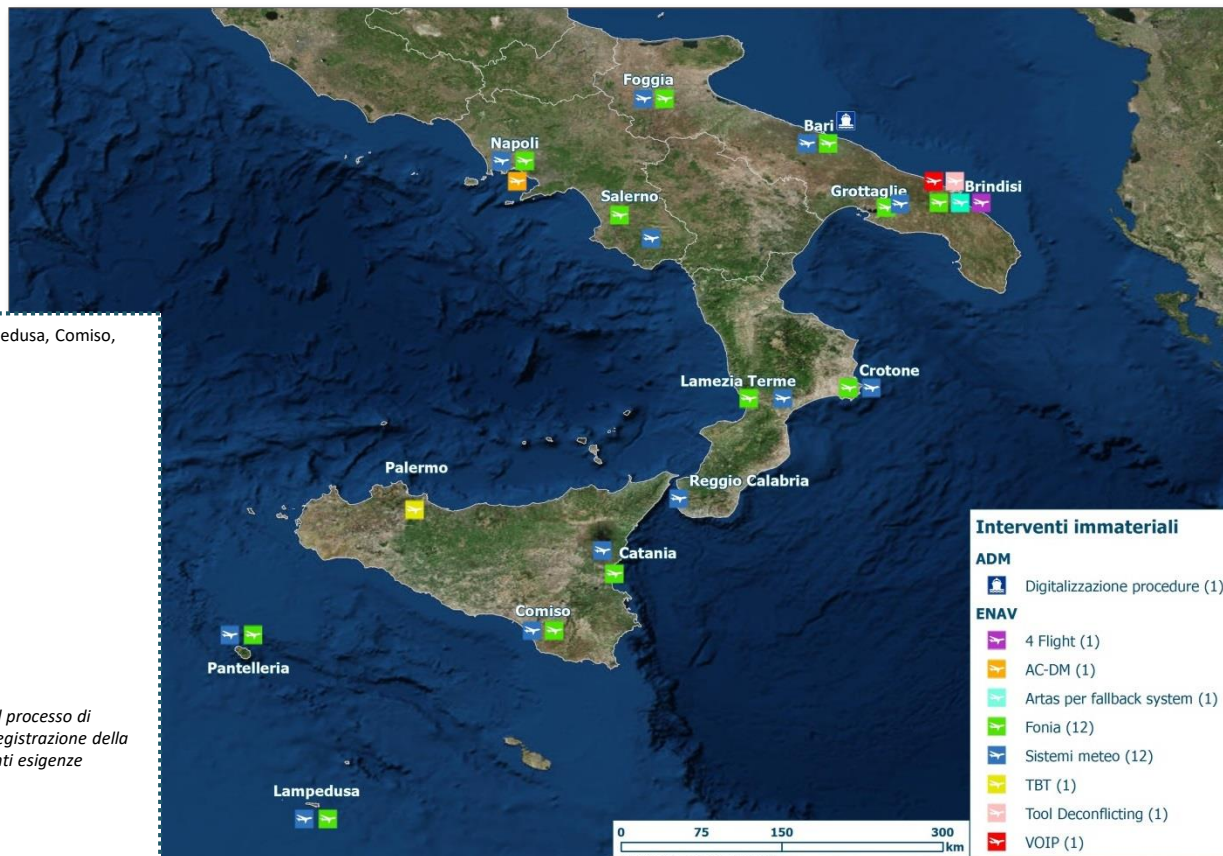 Foggia
Bari
Napoli
Grottaglie
Brindisi
Salerno
edusa, Comiso,
Lamezia Terme
Crotone
Palermo
Reggio Calabria
Catania
Comiso
Pantelleria
l processo di
egistrazione della
nti esigenze
Lampedusa
Interventi immateriali
ADM
Digitalizzazione procedure (1)
ENAV
4 Flight (1)
AC-DM (1)
Artas per fallback system (1)
Fonia (12)
Sistemi meteo (12)
TBT (1)
Tool Deconflicting (1)
VOIP (1)
0 75 150 300
km